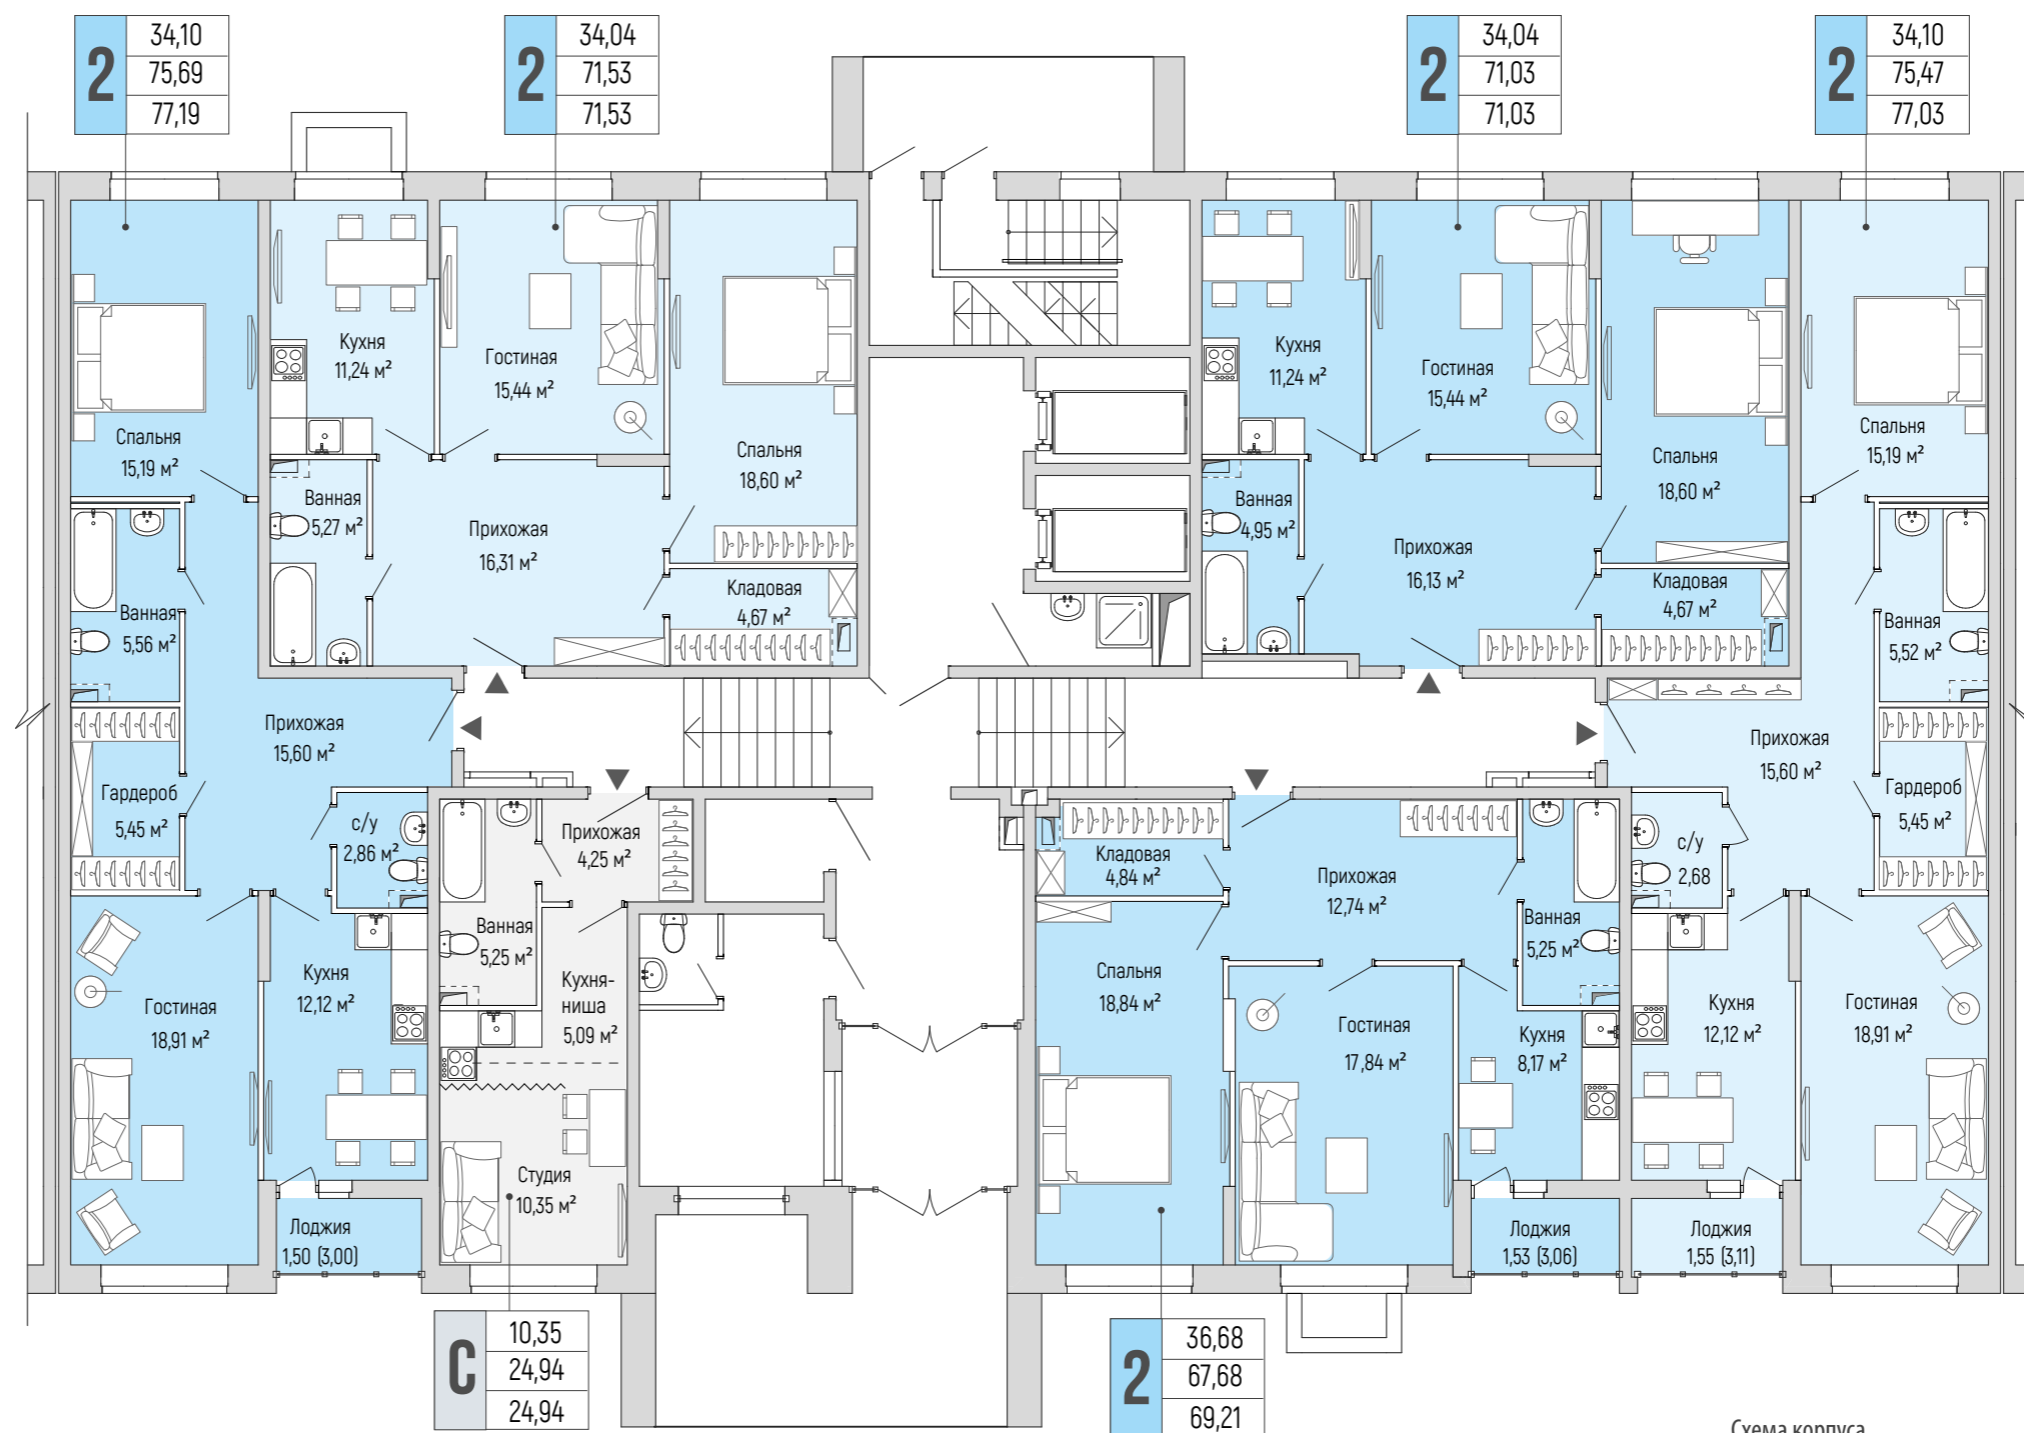 2
34,10
75,69
77,19
2
34,04
71,53
71,53
2
34,04
71,03
71,03
2
34,10
75,47
77,03
Спальня
15,19 м²
Кухня
11,24 м²
Гостиная
15,44 м²
Спальня
18,60 м²
Ванная
5,27 м²
Прихожая
16,31 м²
Кладовая
4,67 м²
Ванная
5,56 м²
Прихожая
15,60 м²
Гардероб
5,45 м²
с/у
2,86 м²
Гостиная
18,91 м²
Кухня
12,12 м²
Лоджия
1,50 (3,00)
Прихожая
4,25 м²
Ванная
5,25 м²
Кухня-
ниша
5,09 м²
Студия
10,35 м²
Кухня
11,24 м²
Гостиная
15,44 м²
Спальня
18,60 м²
Спальня
15,19 м²
Ванная
4,95 м²
Прихожая
16,13 м²
Кладовая
4,67 м²
Ванная
5,52 м²
Прихожая
15,60 м²
Гардероб
5,45 м²
с/у
2,68
Кладовая
4,84 м²
Прихожая
12,74 м²
Ванная
5,25 м²
Спальня
18,84 м²
Гостиная
17,84 м²
Кухня
8,17 м²
Кухня
12,12 м²
Гостиная
18,91 м²
Лоджия
1,53 (3,06)
Лоджия
1,55 (3,11)
С
10,35
24,94
24,94
2
36,68
67,68
69,21
Схема корпуса